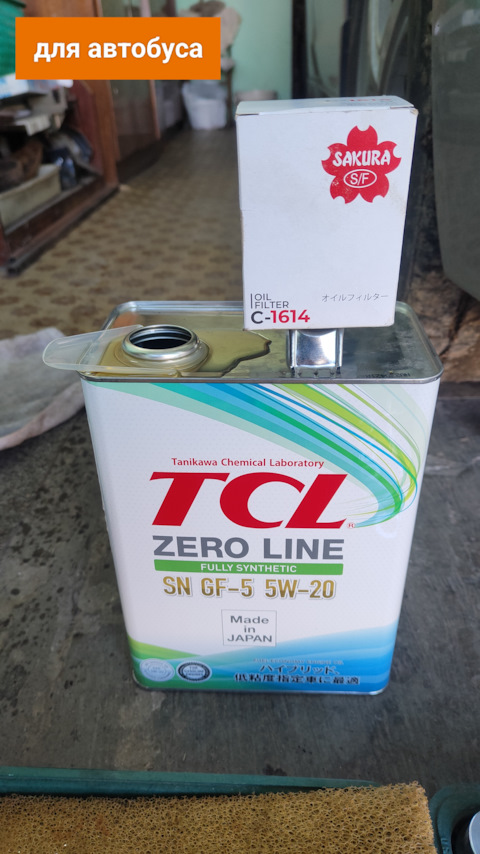 для автобуса
SAKURA
S/F
OIL
FILTER
オイルフィルター
C-1614
Tanikawa Chemical Laboratory
TCL
ZERO LINE
FULLY SYNTHETIC
SN GF-5 5W-20
Made
in
JAPAN
ハイブリッド、
低粘度指定車に最適